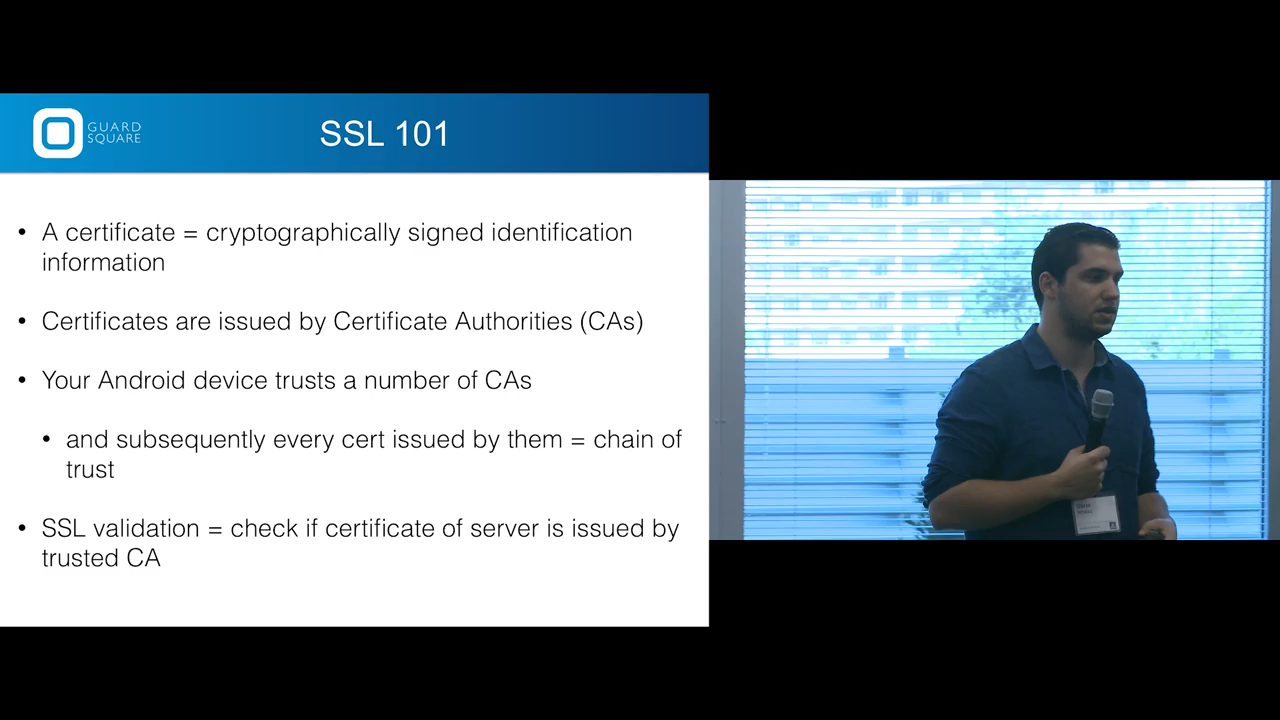 GUARD
SQUARE
SSL 101
• A certificate = cryptographically signed identification
information
• Certificates are issued by Certificate Authorities (CAs)
• Your Android device trusts a number of CAs
• and subsequently every cert issued by them = chain of
trust
• SSL validation = check if certificate of server is issued by
trusted CA